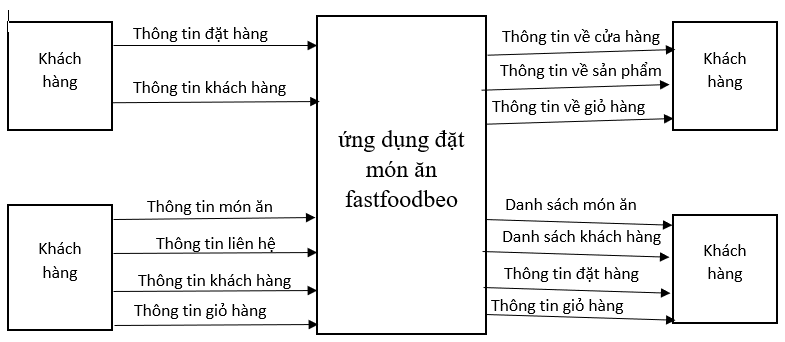 Khách
hàng
Thông tin đặt hàng
Thông tin khách hàng
ứng dụng đặt
món ăn
fastfoodbeo
Thông tin về cửa hàng
Thông tin về sản phẩm
Thông tin về giỏ hàng
Khách
hàng
Khách
hàng
Thông tin món ăn
Thông tin liên hệ
Thông tin khách hàng
Thông tin giỏ hàng
Danh sách món ăn
Danh sách khách hàng
Thông tin đặt hàng
Thông tin giỏ hàng
Khách
hàng